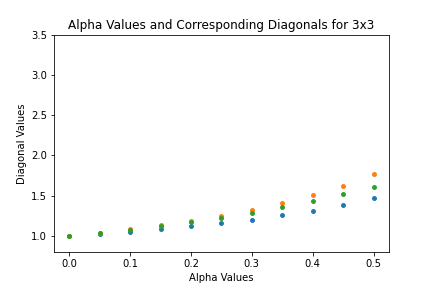 Alpha Values and Corresponding Diagonals for 3x3
Diagonal Values
3.5
3.0
2.5
2.0
1.5
1.0
0.0 0.1 0.2 0.3 0.4 0.5
Alpha Values